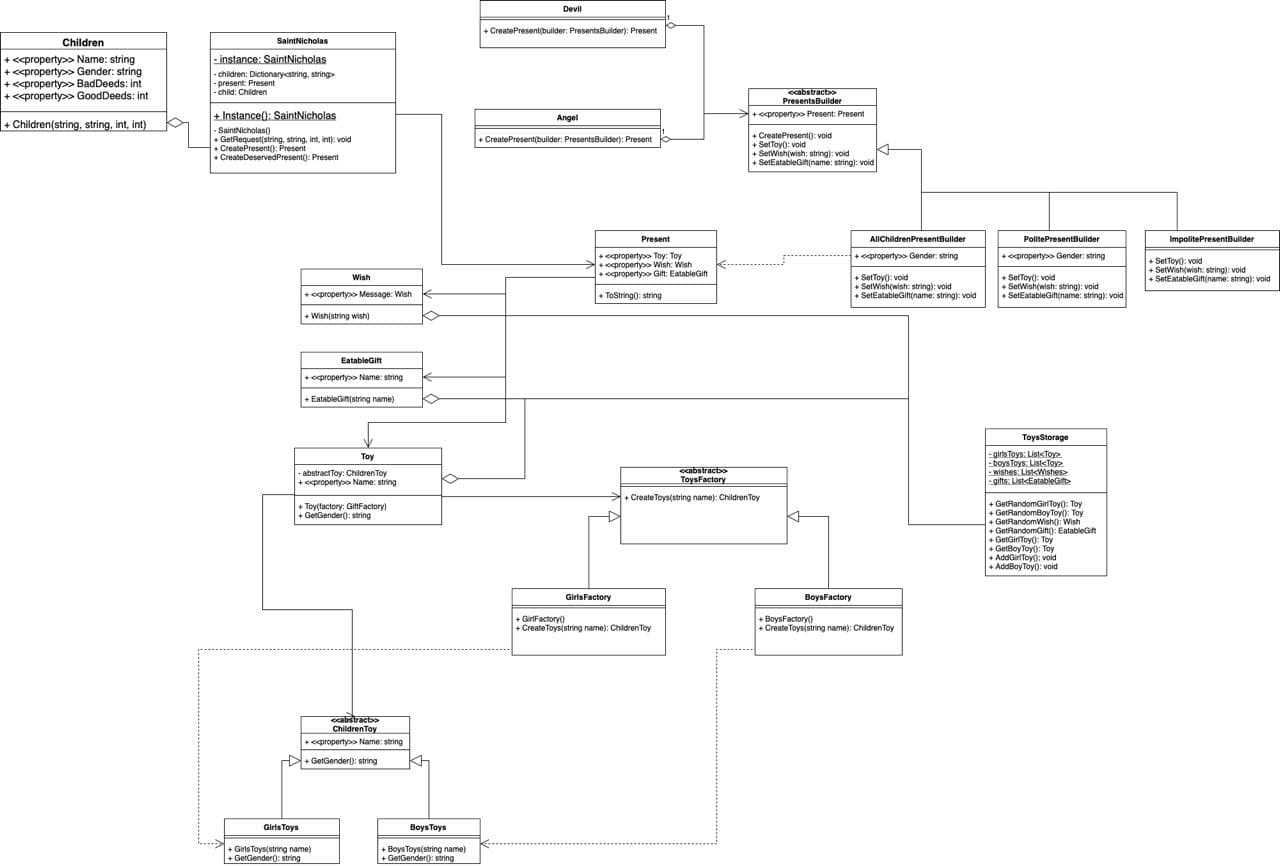 Children
+ <<property>> Name: string
+ <<property>> Gender: string
+ <<property>> BadDeeds: int
+ <<property>> GoodDeeds: int
+ Children(string, string, int, int)
SaintNicholas
- instance: SaintNicholas
- children: Dictionary<string, string>
- present: Present
- child: Children
+ Instance(): SaintNicholas
- SaintNicholas()
+ GetRequest(string, string, int, int): void
+ CreatePresent(): Present
+ CreateDeservedPresent(): Present
Devil
+ CreatePresent(builder: PresentsBuilder): Present
1
Angel
+ CreatePresent(builder: PresentsBuilder): Present
1
<<abstract>>
PresentsBuilder
+ <<property>> Present: Present
+ CreatePresent(): void
+ SetToy(): void
+ SetWish(wish: string): void
+ SetEatableGift(name: string): void
Present
+ <<property>> Toy: Toy
+ <<property>> Wish: Wish
+ <<property>> Gift: EatableGift
+ ToString(): string
AllChildrenPresentBuilder
+ <<property>> Gender: string
+ SetToy(): void
+ SetWish(wish: string): void
+ SetEatableGift(name: string): void
PolitePresentBuilder
+ <<property>> Gender: string
+ SetToy(): void
+ SetWish(wish: string): void
+ SetEatableGift(name: string): void
ImpolitePresentBuilder
+ SetToy(): void
+ SetWish(wish: string): void
+ SetEatableGift(name: string): void
Wish
+ <<property>> Message: Wish
+ Wish(string wish)
EatableGift
+ <<property>> Name: string
+ EatableGift(string name)
Toy
- abstractToy: ChildrenToy
+ <<property>> Name: string
+ Toy(factory: GiftFactory)
+ GetGender(): string
<<abstract>>
ToysFactory
+ CreateToys(string name): ChildrenToy
ToysStorage
- girlsToys: List<Toy>
- boysToys: List<Toy>
- wishes: List<Wishes>
- gifts: List<EatableGift>
+ GetRandomGirlToy(): Toy
+ GetRandomBoyToy(): Toy
+ GetRandomWish(): Wish
+ GetRandomGift(): EatableGift
+ GetGirlToy(): Toy
+ GetBoyToy(): Toy
+ AddGirlToy(); void
+ AddBoyToy(): void
GirlsFactory
+ GirlFactory()
+ CreateToys(string name): ChildrenToy
BoysFactory
+ BoysFactory()
+ CreateToys(string name): ChildrenToy
<<abstract>>
ChildrenToy
+ <<property>> Name: string
+ GetGender(): string
GirlsToys
+ GirlsToys(string name)
+ GetGender(): string
BoysToys
+ BoysToys(string name)
+ GetGender(): string